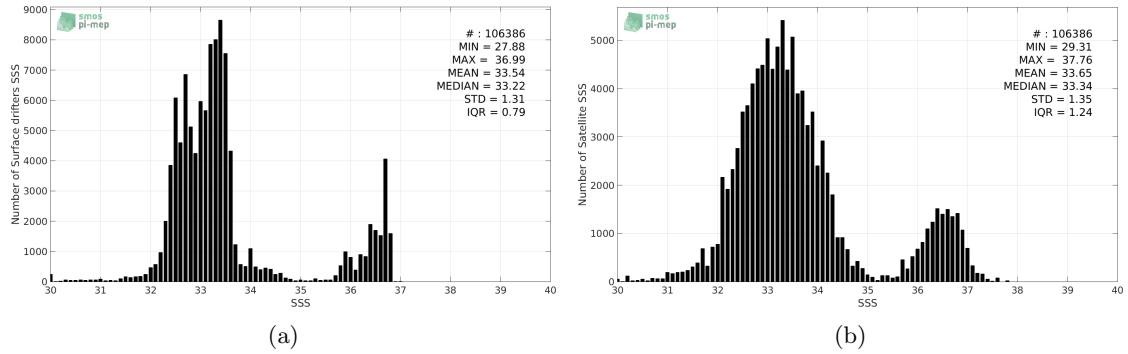 smos
pi-mep
# : 106386
MIN = 27.88
MAX = 36.99
MEAN = 33.54
MEDIAN = 33.22
STD = 1.31
IQR = 0.79
Number of Surface drifters SSS
9000
8000
7000
6000
5000
4000
3000
2000
1000
0
30 31 32 33 34 35 36 37 38 39 40
SSS
(a)
smos
pi-mep
# : 106386
MIN = 29.31
MAX = 37.76
MEAN = 33.65
MEDIAN = 33.34
STD = 1.35
IQR = 1.24
Number of Satellite SSS
5000
4000
3000
2000
1000
0
30 31 32 33 34 35 36 37 38 39 40
SSS
(b)